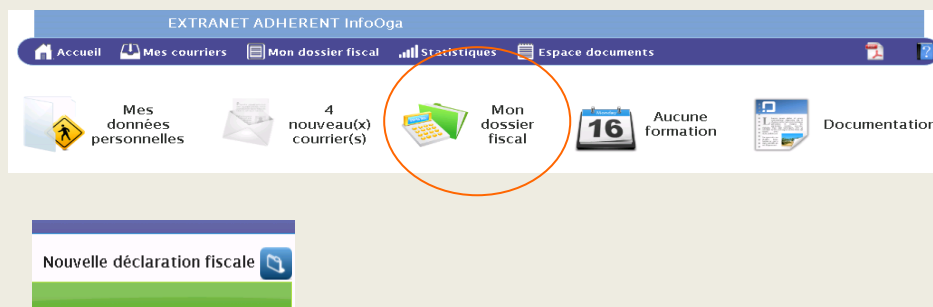 EXTRANET ADHERENT InfoOga
Accueil Mes courriers Mon dossier fiscal Statistiques Espace documents
Mes données personnelles
4 nouveau(x) courrier(s)
Mon dossier fiscal
16
Aucune formation
Documentation
Nouvelle déclaration fiscale